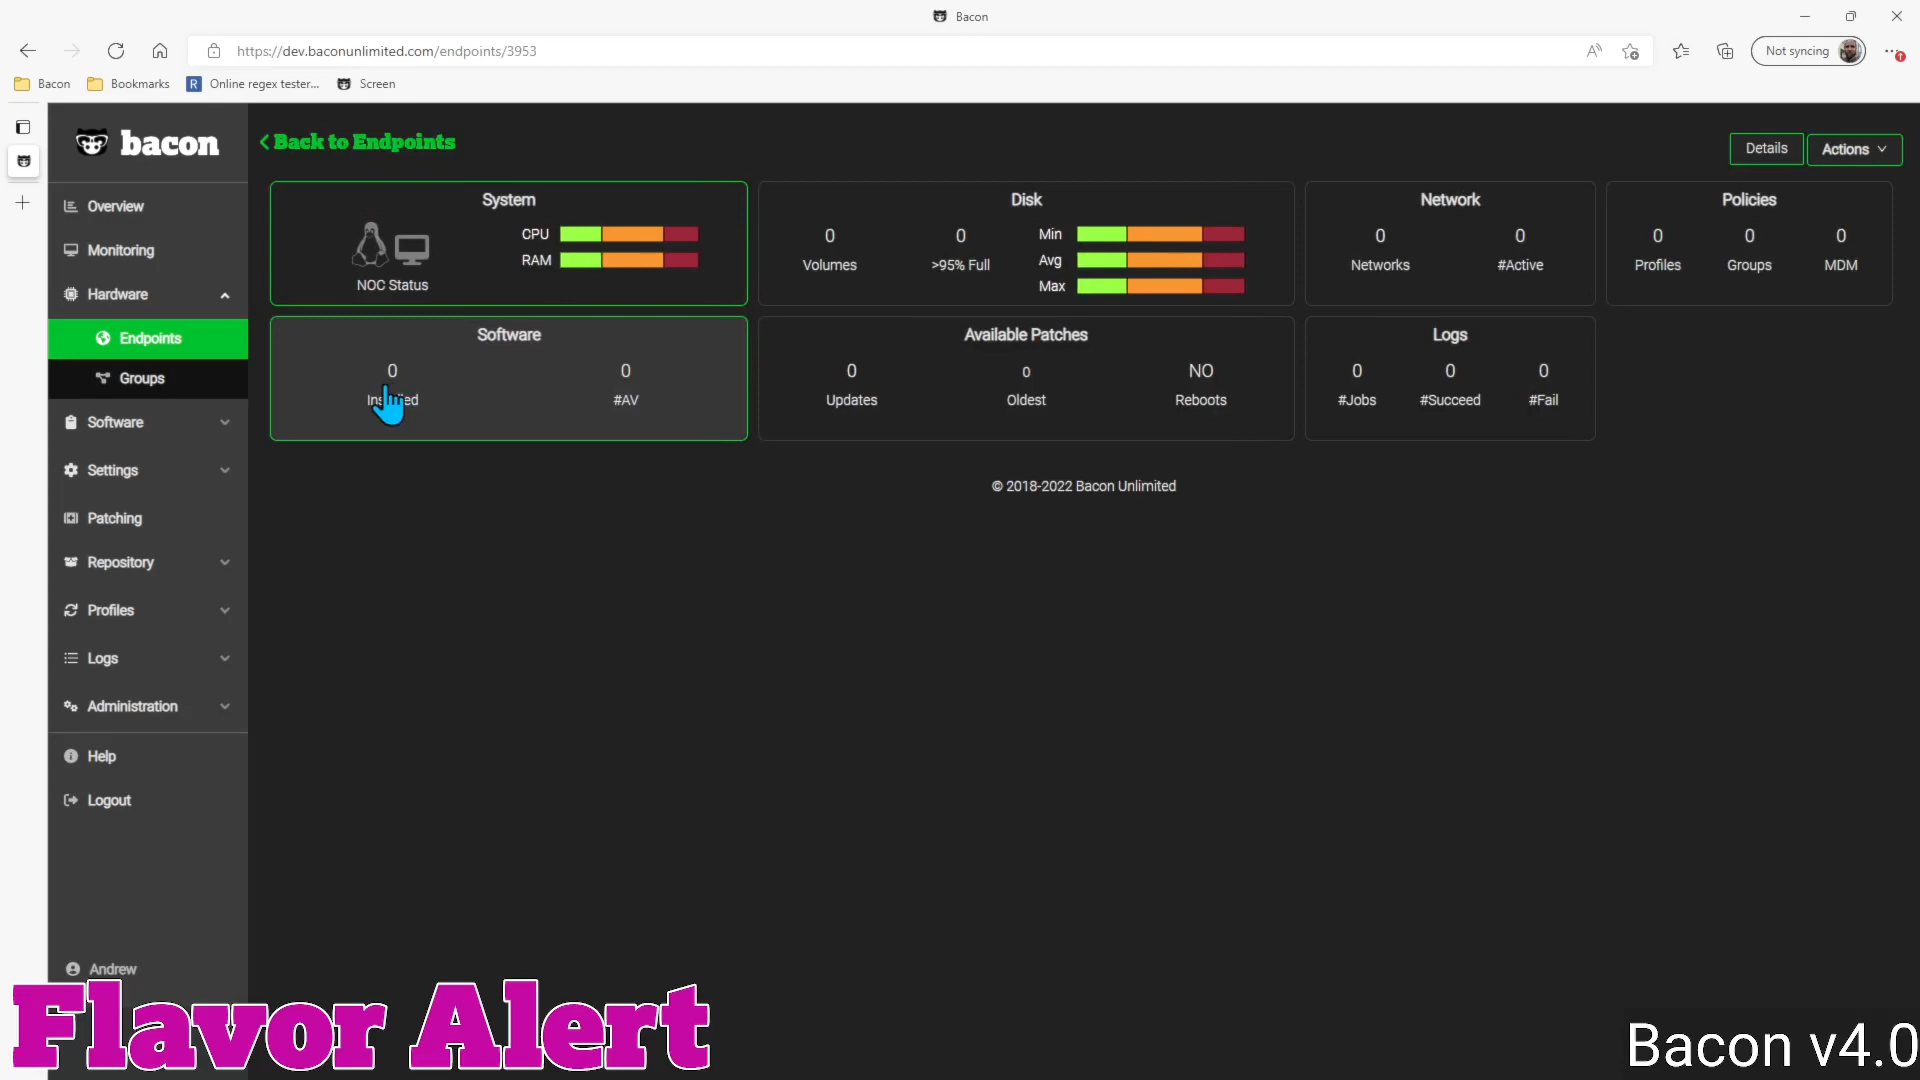 Bacon
https://dev.baconunlimited.com/endpoints/3953
Not syncing
Bacon
Bookmarks
R Online regex tester...
Screen
bacon
Overview
Monitoring
Hardware
Endpoints
Groups
Software
Settings
Patching
Repository
Profiles
Logs
Administration
Help
Logout
Andrew
Back to Endpoints
Details
Actions
System
NOC Status
CPU
RAM
Disk
0
Volumes
0
>95% Full
Min
Avg
Max
Network
0
Networks
0
#Active
Policies
0
Profiles
0
Groups
0
MDM
Software
0
0
#AV
Available Patches
0
Updates
0
Oldest
NO
Reboots
Logs
0
#Jobs
0
#Succeed
0
#Fail
© 2018-2022 Bacon Unlimited
Flavor Alert
Bacon v4.0